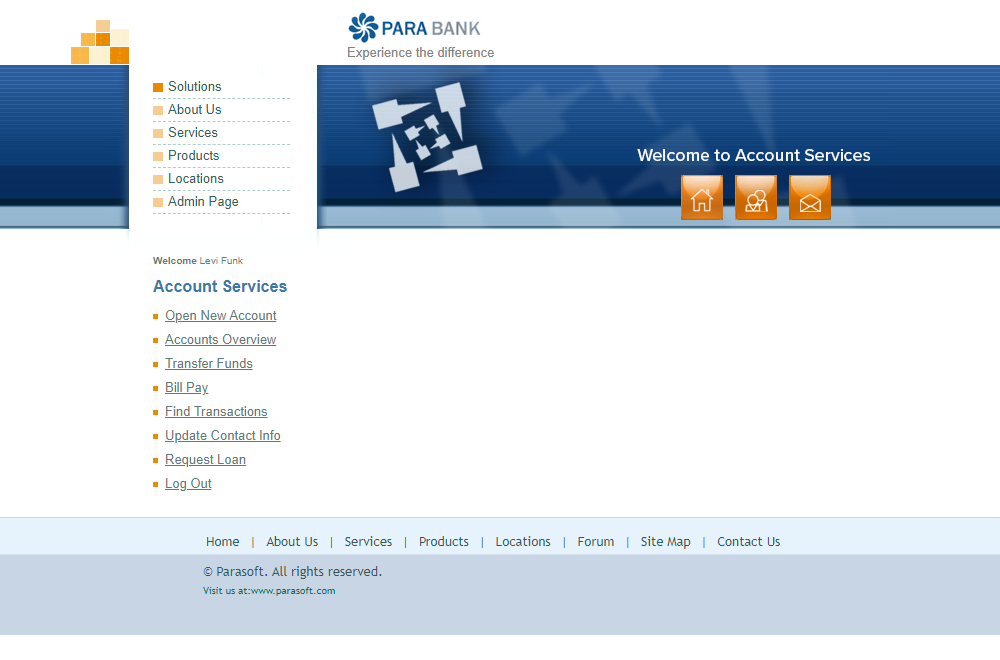 PARA BANK
Experience the difference
Solutions
About Us
Services
Products
Locations
Admin Page
Welcome to Account Services
Welcome Levi Funk
Account Services
Open New Account
Accounts Overview
Transfer Funds
Bill Pay
Find Transactions
Update Contact Info
Request Loan
Log Out
Home | About Us | Services | Products | Locations | Forum | Site Map | Contact Us
© Parasoft. All rights reserved.
Visit us at:www.parasoft.com